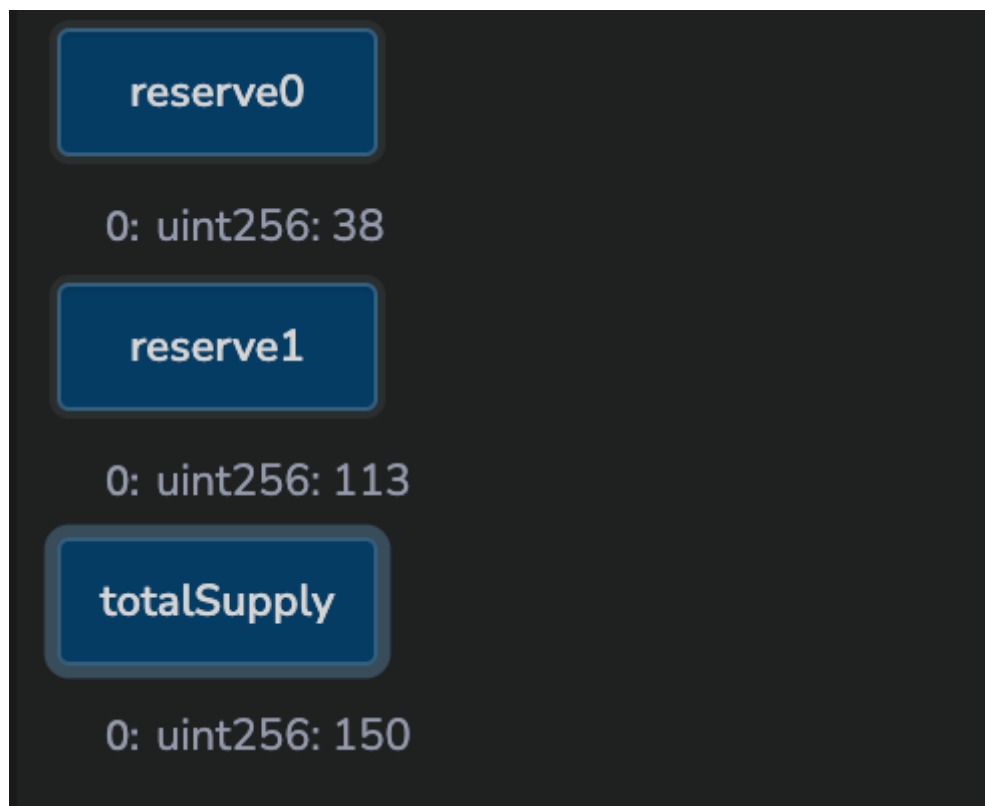 reserve0
0: uint256: 38
reserve1
0: uint256: 113
totalSupply
0: uint256: 150